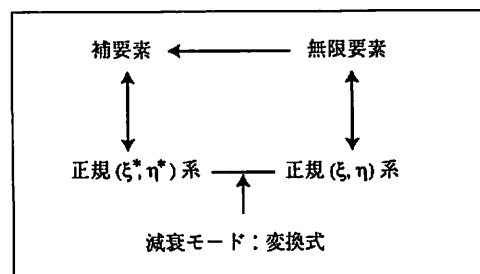 補要素 無限要素
正規 (ξ*, η*) 系 正規 (ξ, η) 系
減衰モード：変換式